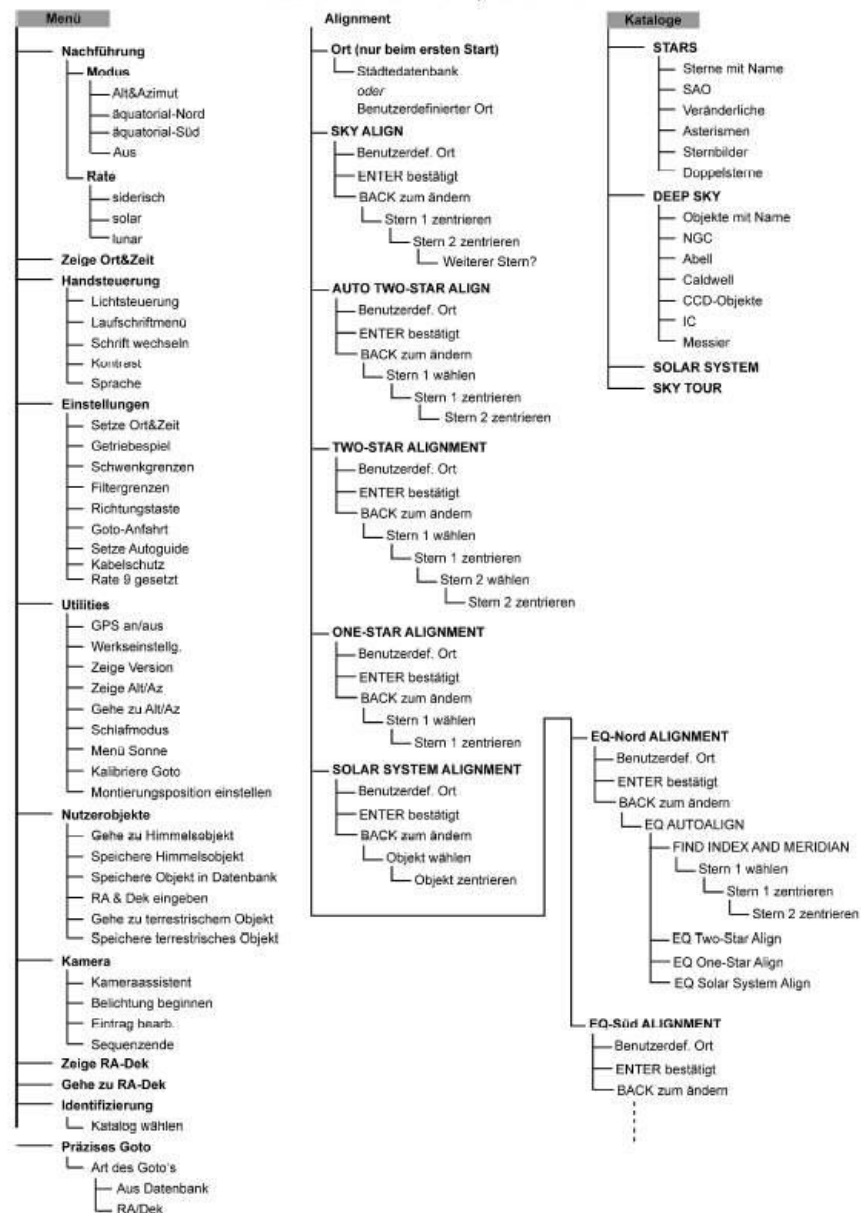 Menü
Nachführung
Modus
Alt&Azimut
äquatorial-Nord
äquatorial-Süd
Aus
Rate
siderisch
solar
lunar
Zeige Ort&Zeit
Handsteuerung
Lichtsteuerung
Laufschriftmenü
Schrift wechseln
Kontrast
Sprache
Einstellungen
Setze Ort&Zeit
Getriebespiel
Schwenkgrenzen
Filtergrenzen
Richtungstaste
Goto-Anfahrt
Setze Autoguide
Kabelschutz
Rate 9 gesetzt
Utilities
GPS an/aus
Werkseinstellg.
Zeige Version
Zeige Alt/Az
Gehe zu Alt/Az
Schlafmodus
Menü Sonne
Kalibriere Goto
Montierungsposition einstellen
Nutzerobjekte
Gehe zu Himmelsobjekt
Speichere Himmelsobjekt
Speichere Objekt in Datenbank
RA & Dek eingeben
Gehe zu terrestrischem Objekt
Speichere terrestrisches Objekt
Kamera
Kameraassistent
Belichtung beginnen
Eintrag bearb.
Sequenzende
Zeige RA-Dek
Gehe zu RA-Dek
Identifizierung
Katalog wählen
Präzises Goto
Art des Goto's
Aus Datenbank
RA/Dek
Alignment
Ort (nur beim ersten Start)
Städtedatenbank
oder
Benutzerdefinierter Ort
SKY ALIGN
Benutzerdef. Ort
ENTER bestätigt
BACK zum ändern
Stern 1 zentrieren
Stern 2 zentrieren
Weiterer Stern?
AUTO TWO-STAR ALIGN
Benutzerdef. Ort
ENTER bestätigt
BACK zum ändern
Stern 1 wählen
Stern 1 zentrieren
Stern 2 zentrieren
TWO-STAR ALIGNMENT
Benutzerdef. Ort
ENTER bestätigt
BACK zum ändern
Stern 1 wählen
Stern 1 zentrieren
Stern 2 wählen
Stern 2 zentrieren
ONE-STAR ALIGNMENT
Benutzerdef. Ort
ENTER bestätigt
BACK zum ändern
Stern 1 wählen
Stern 1 zentrieren
SOLAR SYSTEM ALIGNMENT
Benutzerdef. Ort
ENTER bestätigt
BACK zum ändern
Objekt wählen
Objekt zentrieren
EQ-Nord ALIGNMENT
Benutzerdef. Ort
ENTER bestätigt
BACK zum ändern
EQ AUTOALIGN
FIND INDEX AND MERIDIAN
Stern 1 wählen
Stern 1 zentrieren
Stern 2 zentrieren
EQ Two-Star Align
EQ One-Star Align
EQ Solar System Align
EQ-Süd ALIGNMENT
Benutzerdef. Ort
ENTER bestätigt
BACK zum ändern
Kataloge
STARS
Sterne mit Name
SAO
Veränderliche
Asterismen
Sternbilder
Doppelsterne
DEEP SKY
Objekte mit Name
NGC
Abell
Caldwell
CCD-Objekte
IC
Messier
SOLAR SYSTEM
SKY TOUR